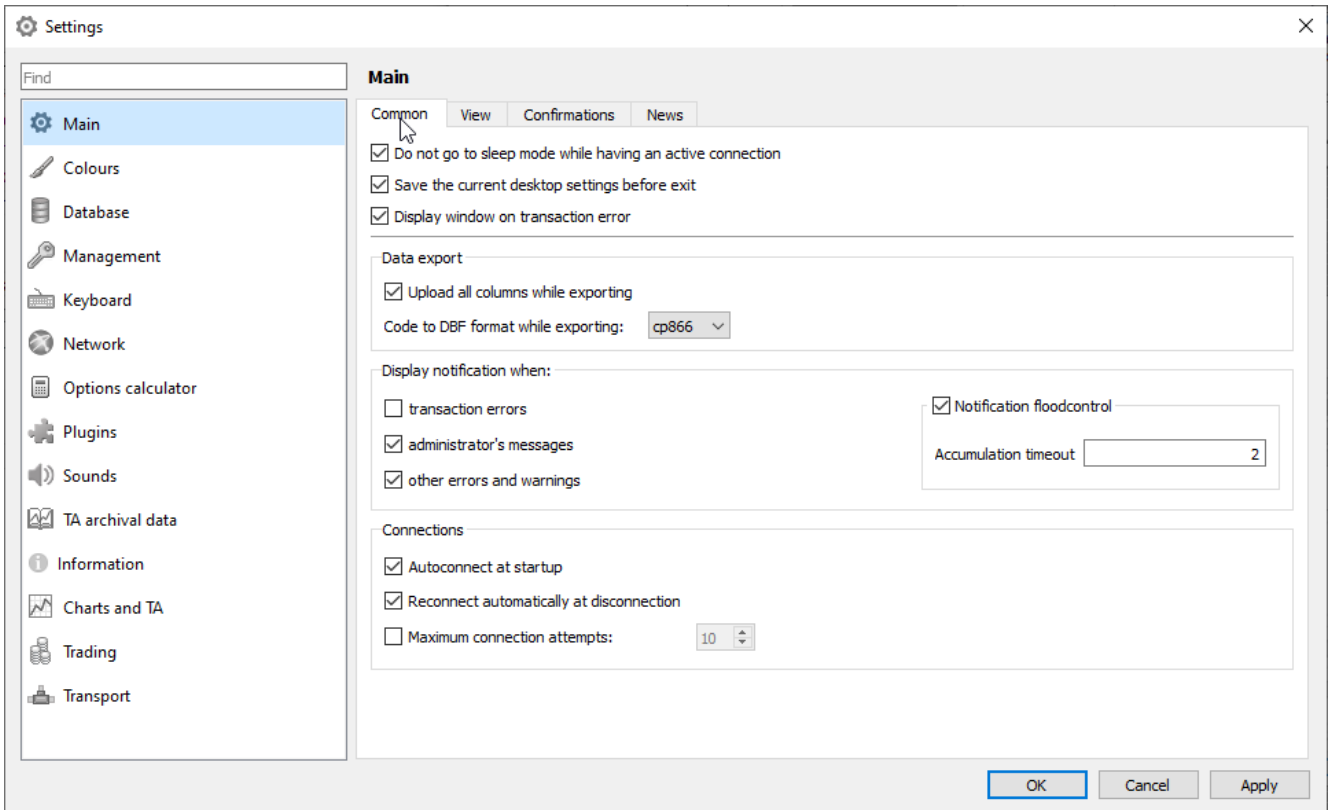 Settings
Find
Main
Colours
Database
Management
Keyboard
Network
Options calculator
Plugins
Sounds
TA archival data
Information
Charts and TA
Trading
Transport
Main
Common View Confirmations News
Do not go to sleep mode while having an active connection
Save the current desktop settings before exit
Display window on transaction error
Data export
Upload all columns while exporting
Code to DBF format while exporting: cp866
Display notification when:
transaction errors
administrator's messages
other errors and warnings
Notification floodcontrol
Accumulation timeout 2
Connections
Autoconnect at startup
Reconnect automatically at disconnection
Maximum connection attempts: 10
OK Cancel Apply